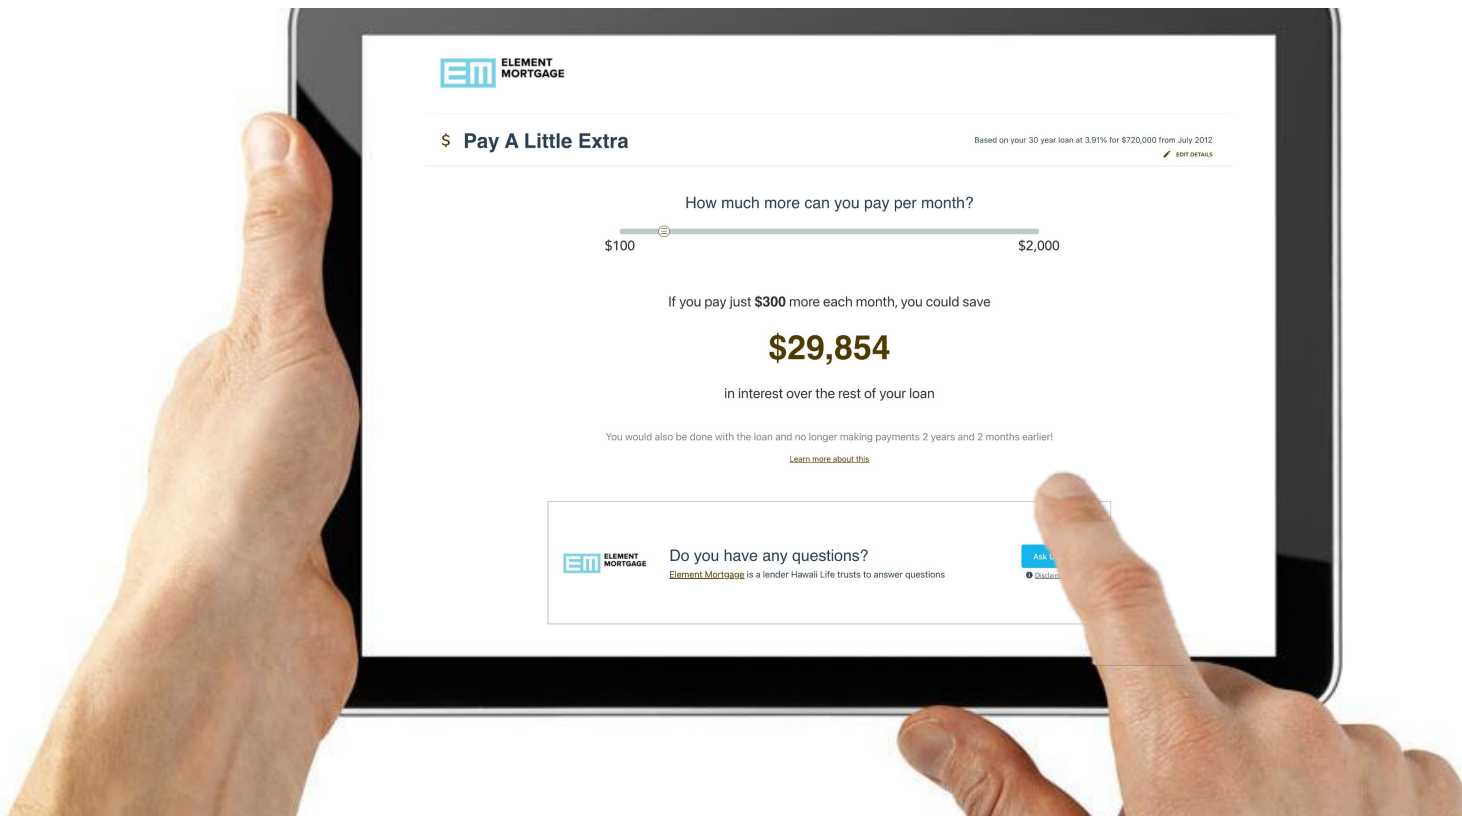 ELEMENT
MORTGAGE
$ Pay A Little Extra
Based on your 30 year loan at 3.91% for $720,000 from July 2012
EDIT DETAILS
How much more can you pay per month?
$100 $2,000
If you pay just $300 more each month, you could save
$29,854
in interest over the rest of your loan
You would also be done with the loan and no longer making payments 2 years and 2 months earlier!
Learn more about this
ELEMENT
MORTGAGE
Do you have any questions?
Element Mortgage is a lender Hawaii Life trusts to answer questions
Ask